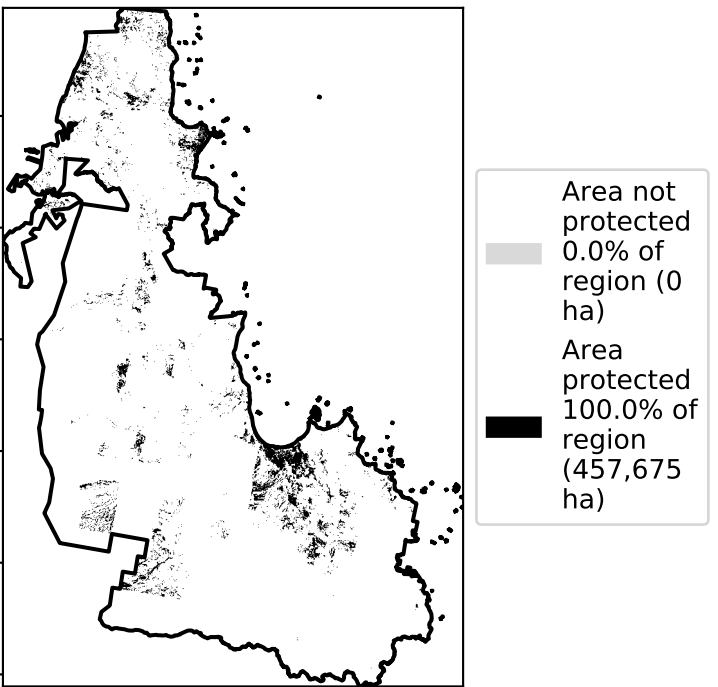 Area not
protected
0.0% of
region (0
ha)
Area
protected
100.0% of
region
(457,675
ha)